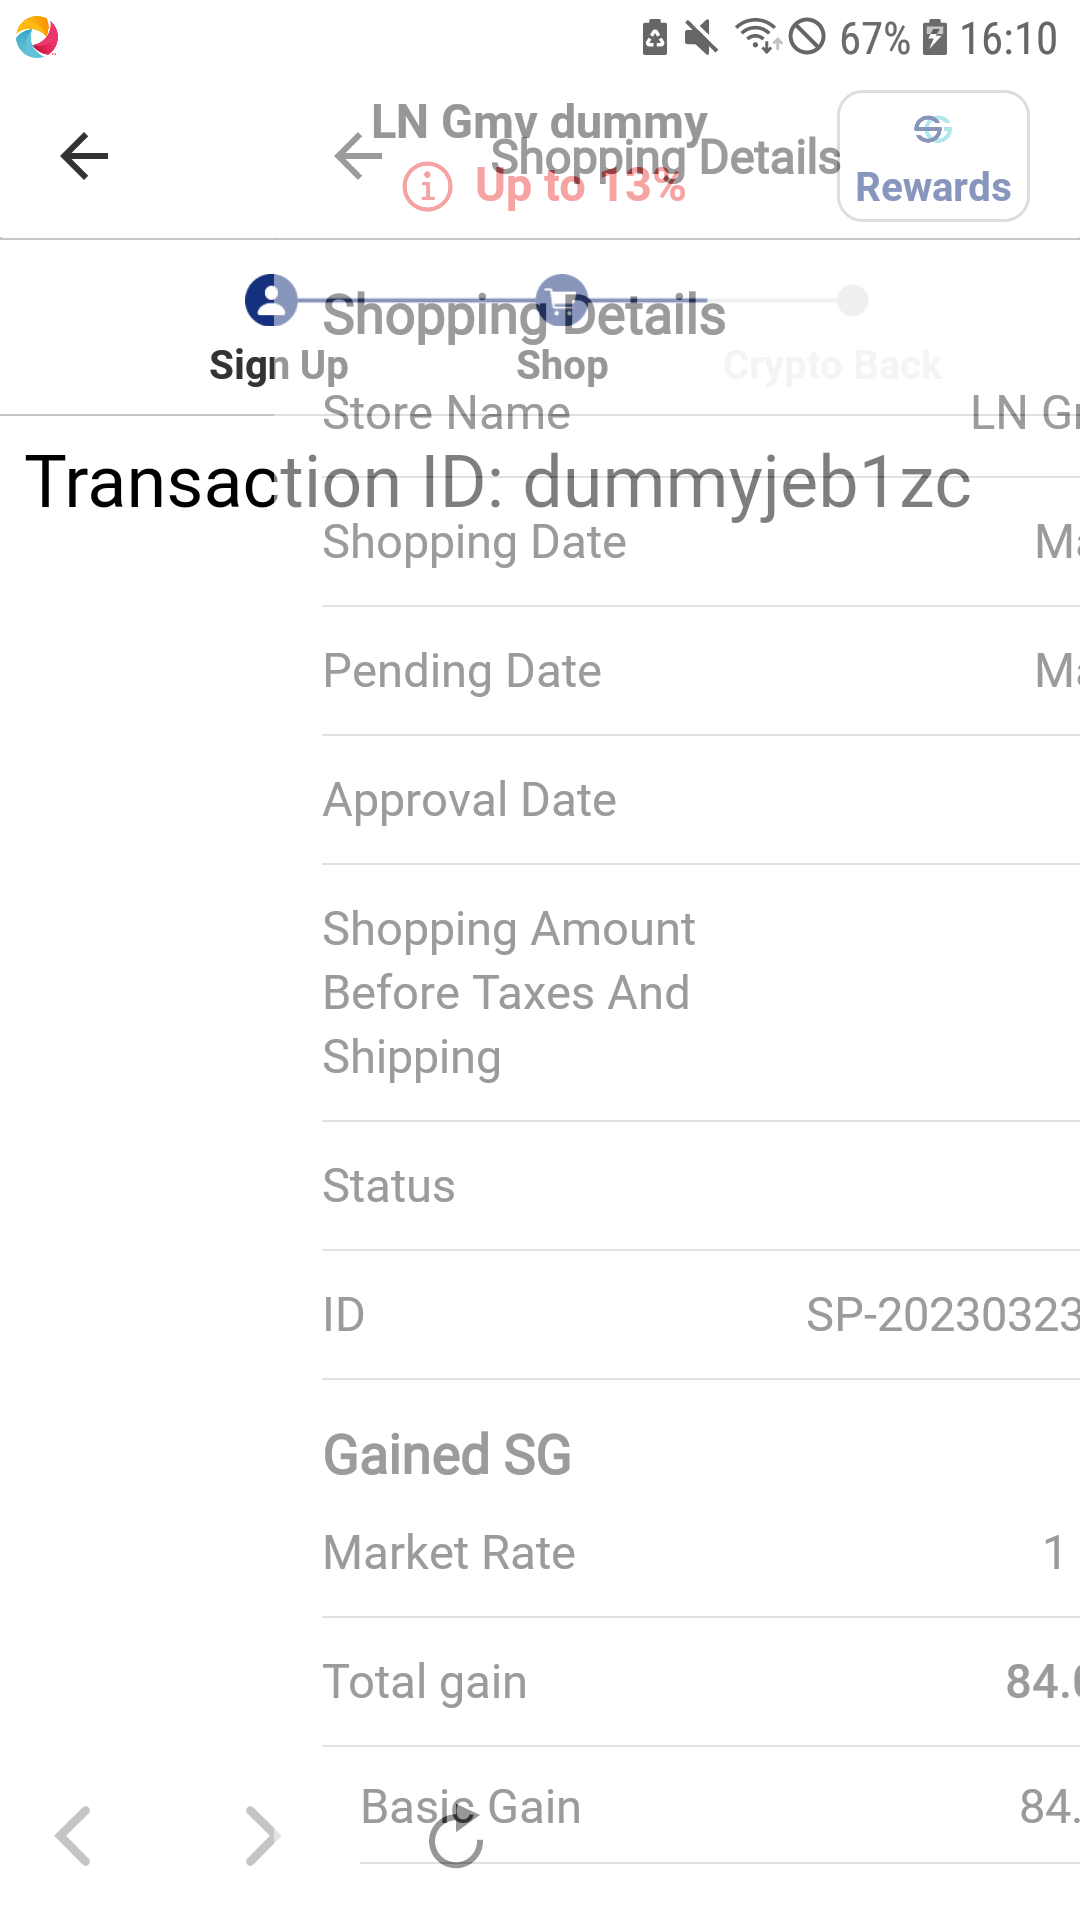 67% 16:10
LN Gmy dummy
Shopping Details
Up to 13%
Rewards
Shopping Details
Sign Up
Shop
Crypto Back
Store Name
LN G
Transaction ID: dummyjeb1zc
Shopping Date
Ma
Pending Date
Ma
Approval Date
Shopping Amount
Before Taxes And
Shipping
Status
ID
SP-20230323
Gained SG
Market Rate
1
Total gain
84.0
Basic Gain
84.